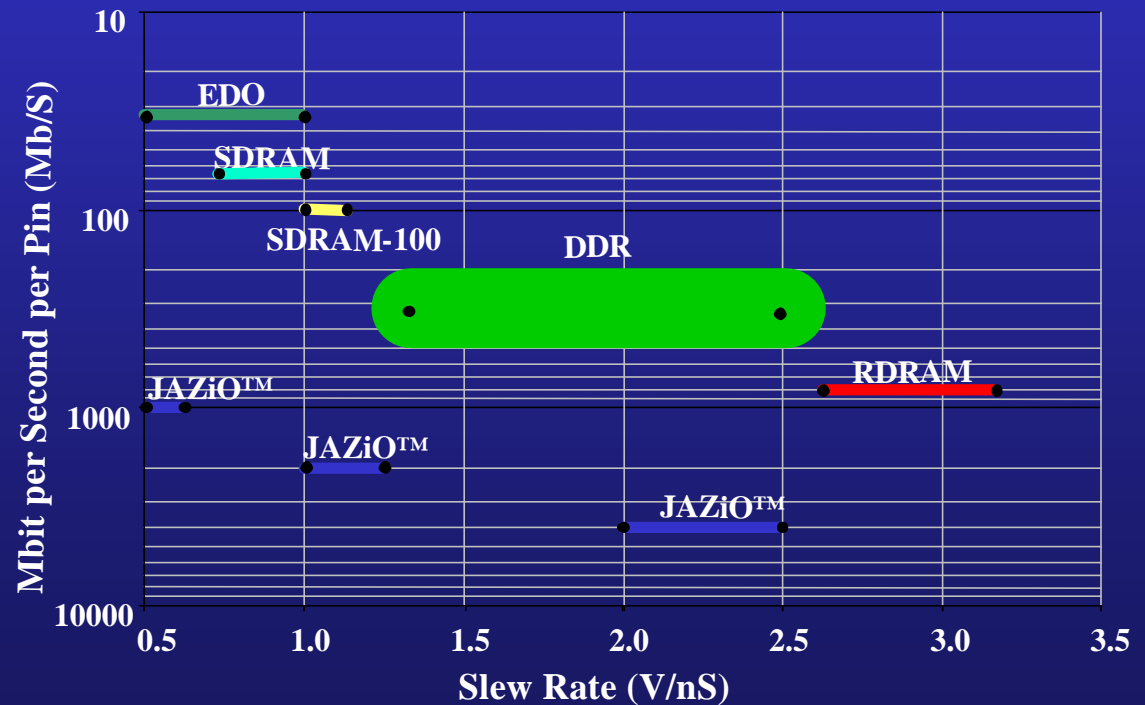 10
EDO
SDRAM
100
SDRAM-100
DDR
RDRAM
JAZiO™
1000
JAZiO™
JAZiO™
10000
0.5 1.0 1.5 2.0 2.5 3.0 3.5
Slew Rate (V/nS)
Mbit per Second per Pin (Mb/S)